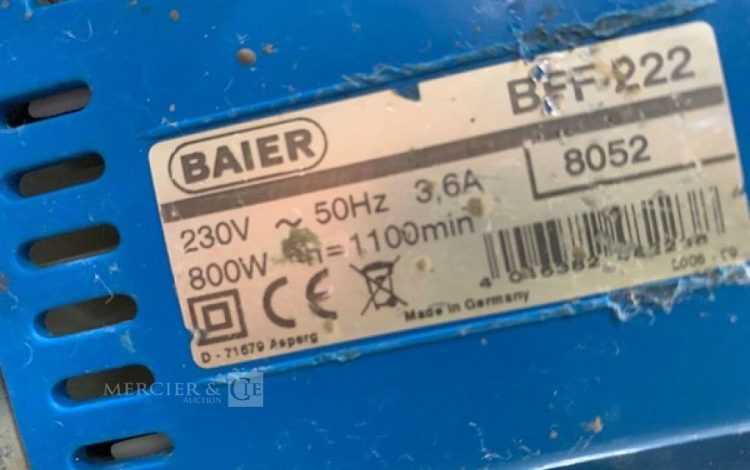 BFF 222
BAIER
8052
230V ~ 50Hz 3,6A
800W n=1100min
CE
Made in Germany
D - 71679 Asperg
MERCIER & CIE
AUCTION